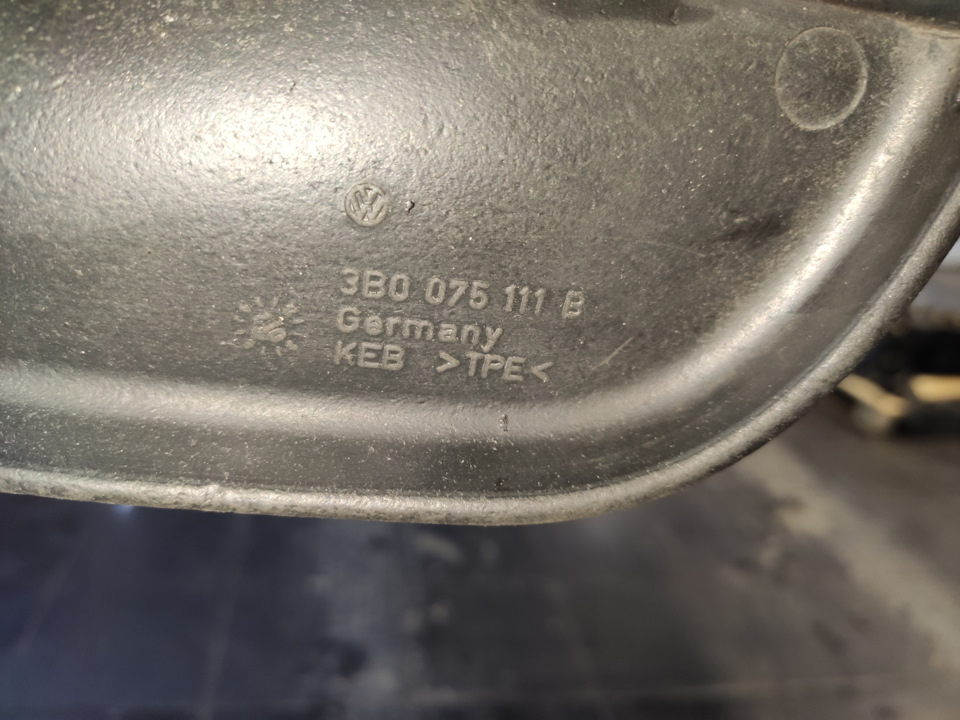 3B0 075 111 B
Germany
KEB >TPE<